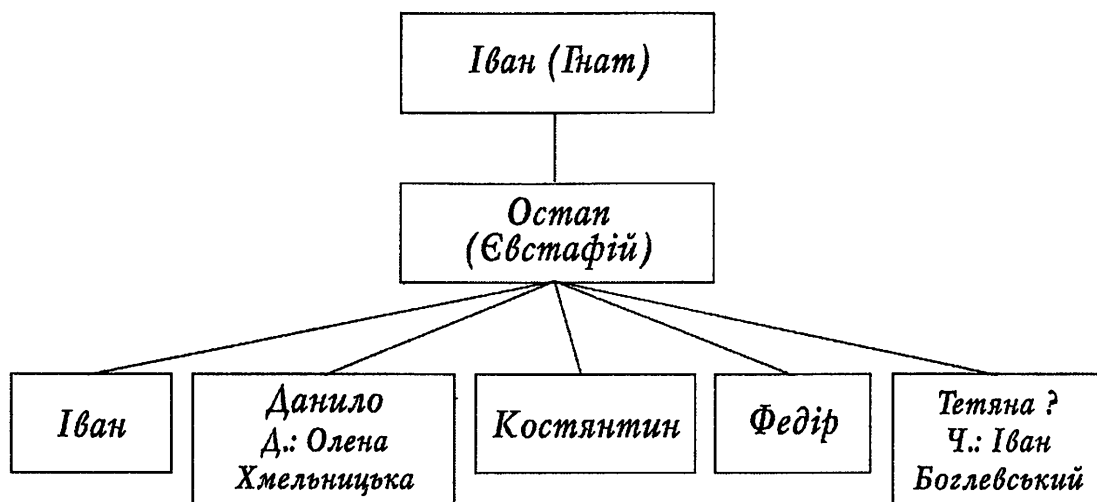 Іван (Гнат)
Остап
(Євстафій)
Іван
Данило
Д.: Олена
Хмельницька
Костянтин
Федір
Тетяна ?
Ч.: Іван
Боглевський